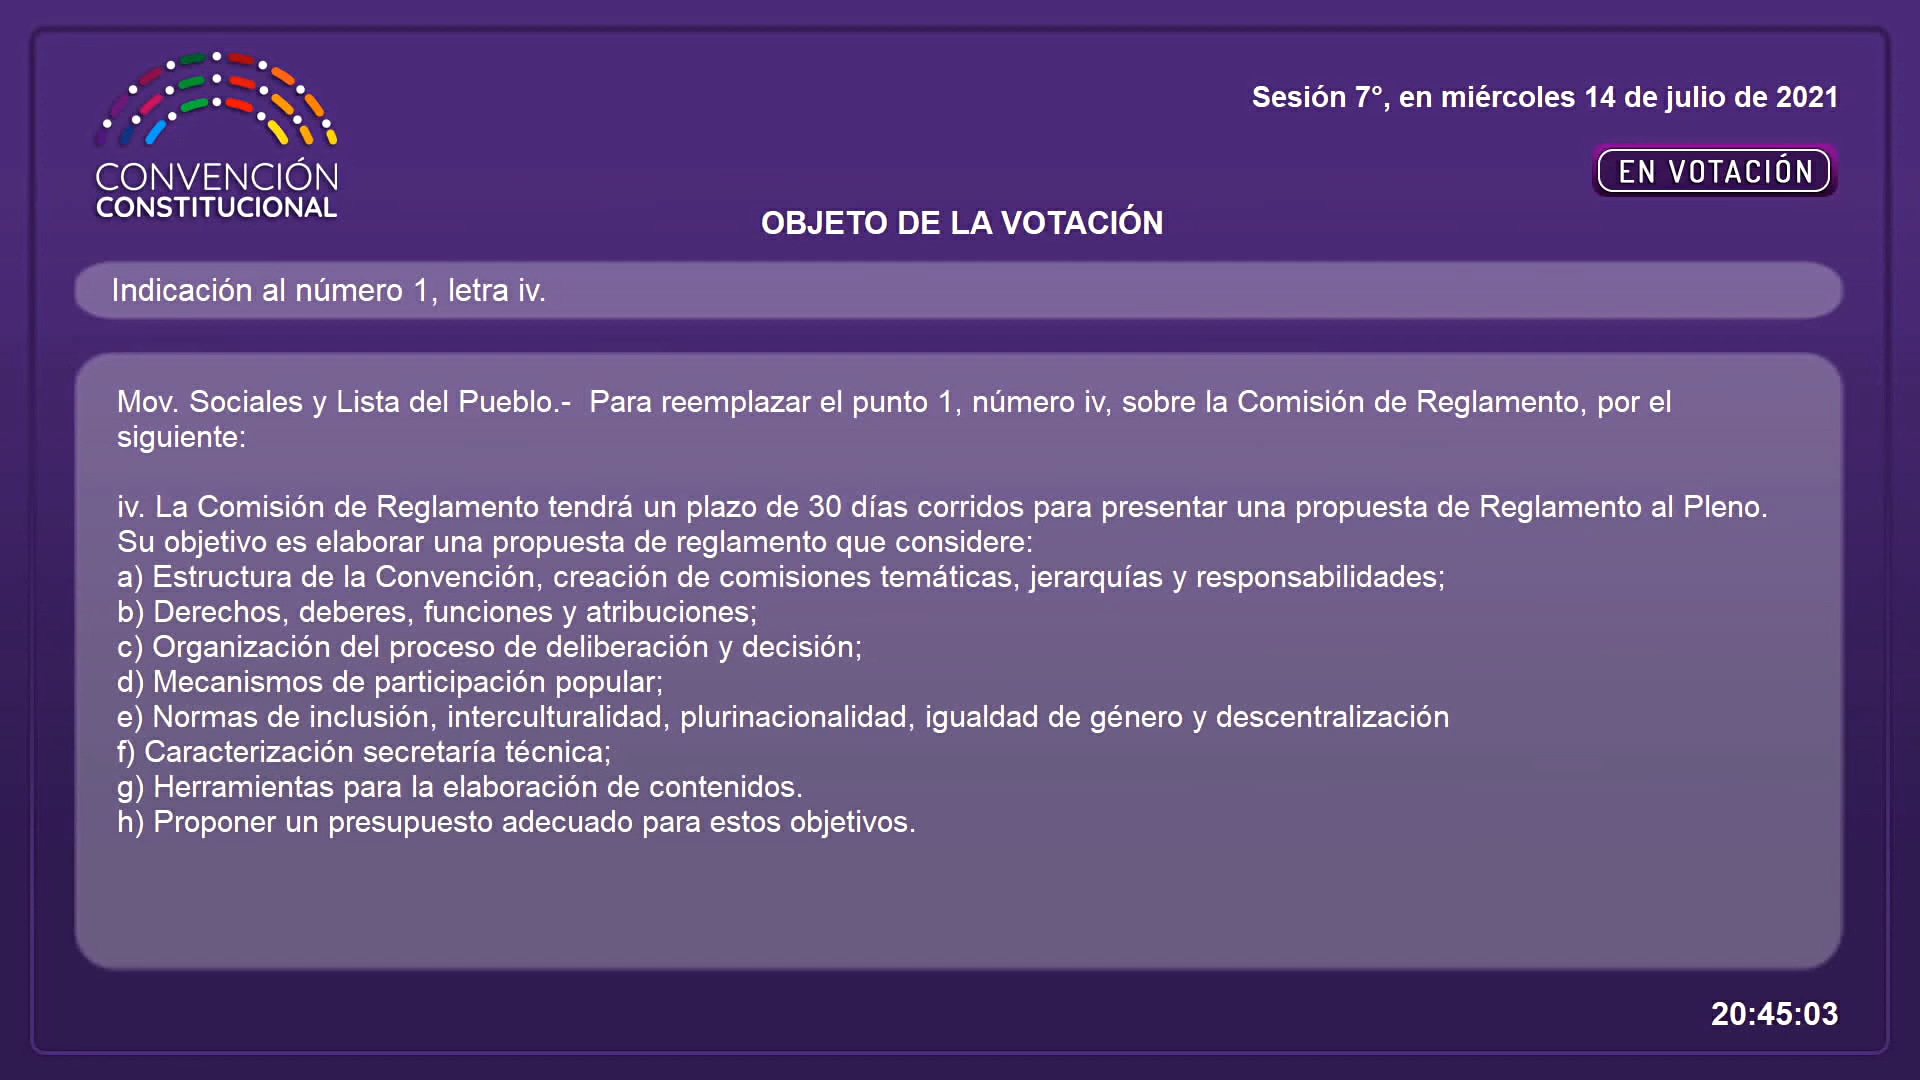 CONVENCIÓN
CONSTITUCIONAL
Sesión 7°, en miércoles 14 de julio de 2021
EN VOTACIÓN
OBJETO DE LA VOTACIÓN
Indicación al número 1, letra iv.
Mov. Sociales y Lista del Pueblo.-  Para reemplazar el punto 1, número iv, sobre la Comisión de Reglamento, por el
siguiente:
iv. La Comisión de Reglamento tendrá un plazo de 30 días corridos para presentar una propuesta de Reglamento al Pleno.
Su objetivo es elaborar una propuesta de reglamento que considere:
a) Estructura de la Convención, creación de comisiones temáticas, jerarquías y responsabilidades;
b) Derechos, deberes, funciones y atribuciones;
c) Organización del proceso de deliberación y decisión;
d) Mecanismos de participación popular;
e) Normas de inclusión, interculturalidad, plurinacionalidad, igualdad de género y descentralización
f) Caracterización secretaría técnica;
g) Herramientas para la elaboración de contenidos.
h) Proponer un presupuesto adecuado para estos objetivos.
20:45:03